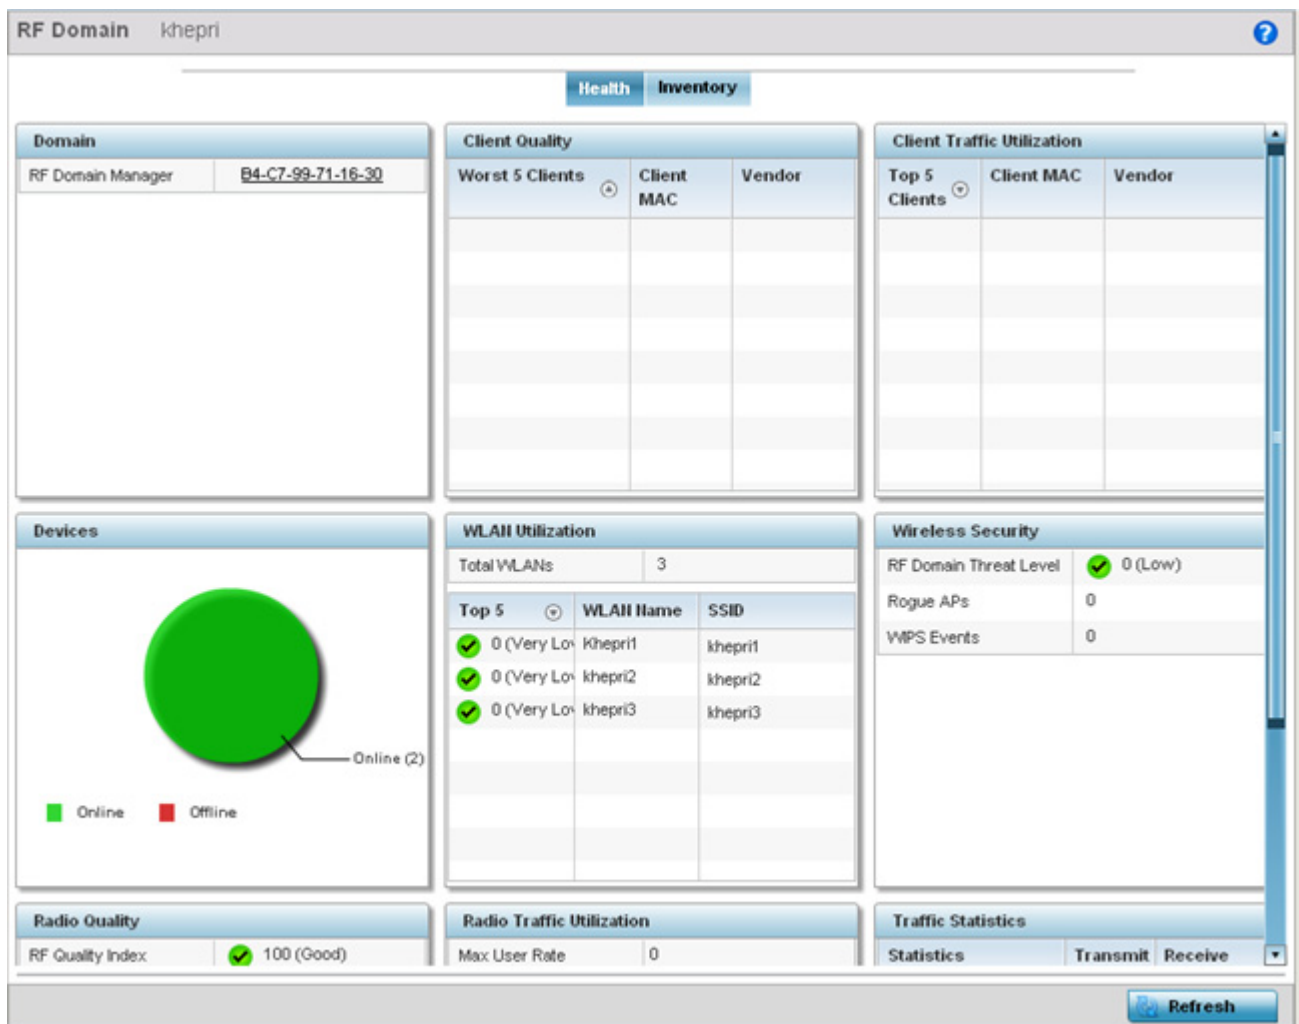 RF Domain khepri
Health Inventory
Domain
RF Domain Manager B4-C7-99-71-16-30
Client Quality
Worst 5 Clients Client MAC Vendor
Client Traffic Utilization
Top 5 Clients Client MAC Vendor
Devices
Online (2)
Online Offline
WLAN Utilization
Total WLANs 3
Top 5 WLAN Name SSID
0 (Very Lov Khepri1 khepri1
0 (Very Lov khepri2 khepri2
0 (Very Lov khepri3 khepri3
Wireless Security
RF Domain Threat Level 0 (Low)
Rogue APs 0
WIPS Events 0
Radio Quality
RF Quality Index 100 (Good)
Radio Traffic Utilization
Max User Rate 0
Traffic Statistics
Statistics Transmit Receive
Refresh